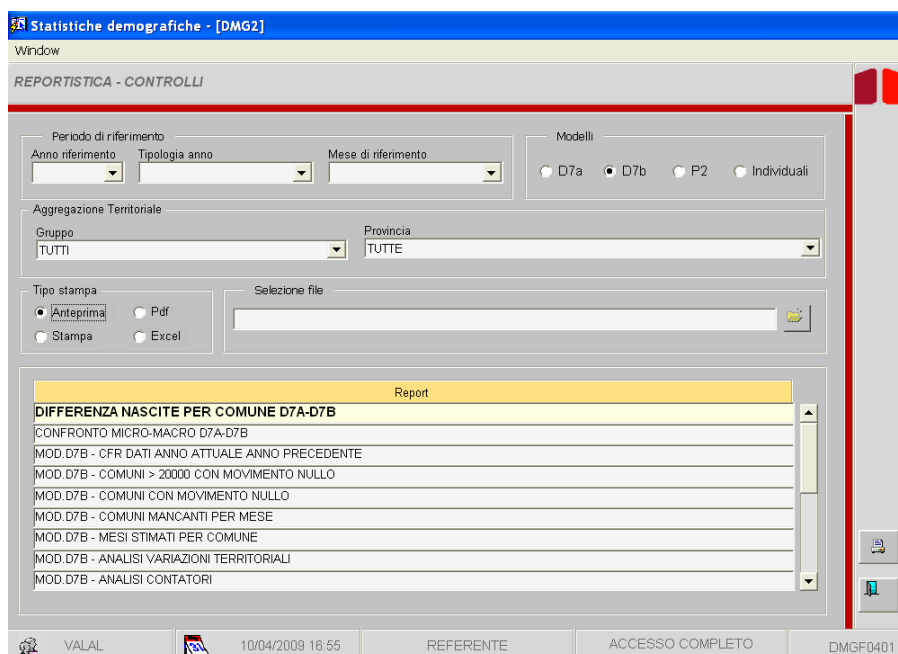 Statistiche demografiche - [DMG2]
Window
REPORTISTICA - CONTROLLI
Periodo di riferimento
Modelli
Anno riferimento Tipologia anno Mese di riferimento
D7a D7b P2 Individuali
Aggregazione Territoriale
Gruppo Provincia
TUTTI TUTTE
Tipo stampa Selezione file
Anteprima Pdf
Stampa Excel
Report
DIFFERENZA NASCITE PER COMUNE D7A-D7B
CONFRONTO MICRO-MACRO D7A-D7B
MOD.D7B - CFR DATI ANNO ATTUALE ANNO PRECEDENTE
MOD.D7B - COMUNI > 20000 CON MOVIMENTO NULLO
MOD.D7B - COMUNI CON MOVIMENTO NULLO
MOD.D7B - COMUNI MANCANTI PER MESE
MOD.D7B - MESI STIMATI PER COMUNE
MOD.D7B - ANALISI VARIAZIONI TERRITORIALI
MOD.D7B - ANALISI CONTATORI
VALAL 10/04/2009 16:55 REFERENTE ACCESSO COMPLETO DMGF0401